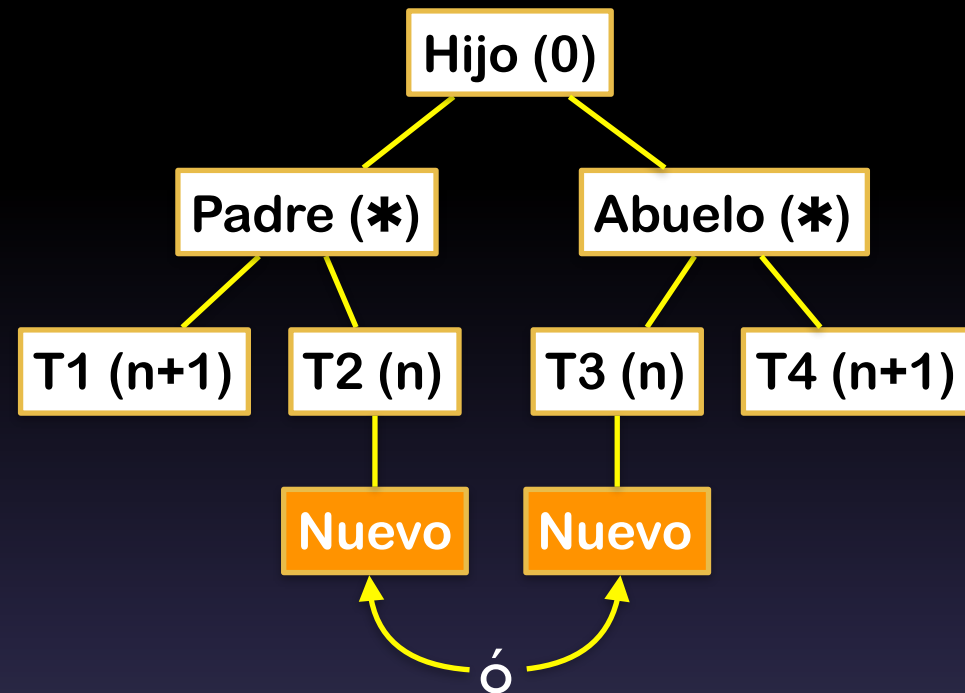 Hijo (0)
Padre (✱)
Abuelo (✱)
T1 (n+1)
T2 (n)
T3 (n)
T4 (n+1)
Nuevo
Nuevo
ó